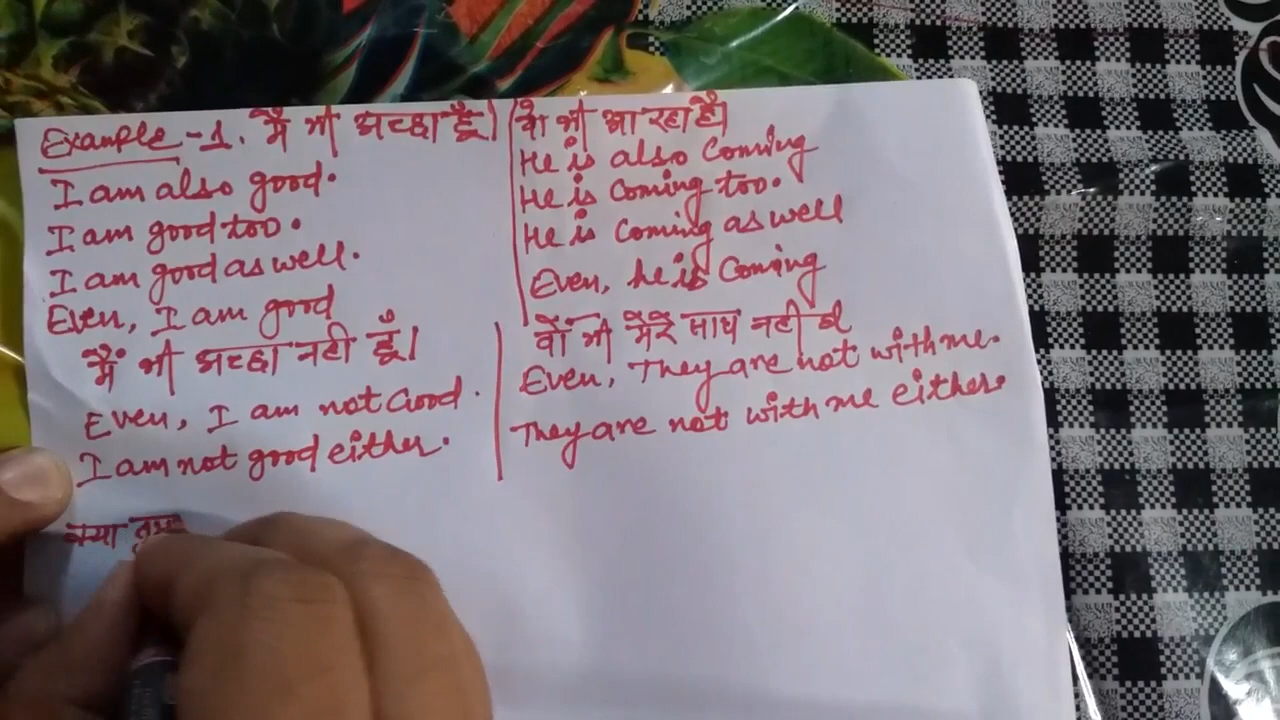 Example -1. मैं भी अच्छा हूँ।
I am also good.
I am good too.
I am good as well.
Even, I am good
मैं भी अच्छा नही हूँ।
Even, I am not Good.
I am not good either.
वो भी आ रहा है।
He is also Coming
He is Coming too.
He is Coming as well
Even, he is Coming
वो भी मेरे साथ नही है
Even, They are not with me.
They are not with me either.
क्या